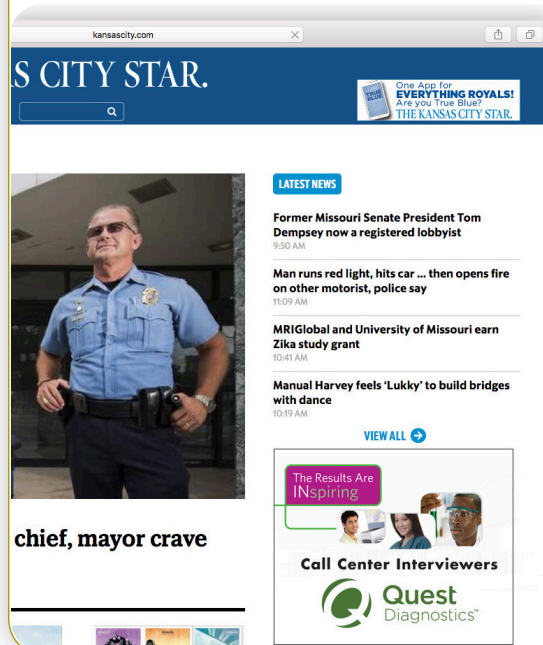 kansascity.com
S CITY STAR.
TRUE
BLUE
One App for
EVERYTHING ROYALS!
Are you True Blue?
THE KANSAS CITY STAR.
LATEST NEWS
Former Missouri Senate President Tom
Dempsey now a registered lobbyist
9:50 AM
Man runs red light, hits car ... then opens fire
on other motorist, police say
11:09 AM
MRIGlobal and University of Missouri earn
Zika study grant
10:41 AM
Manual Harvey feels ‘Lukky’ to build bridges
with dance
10:19 AM
VIEW ALL
The Results Are
INspiring
chief, mayor crave
Call Center Interviewers
Quest
Diagnostics™